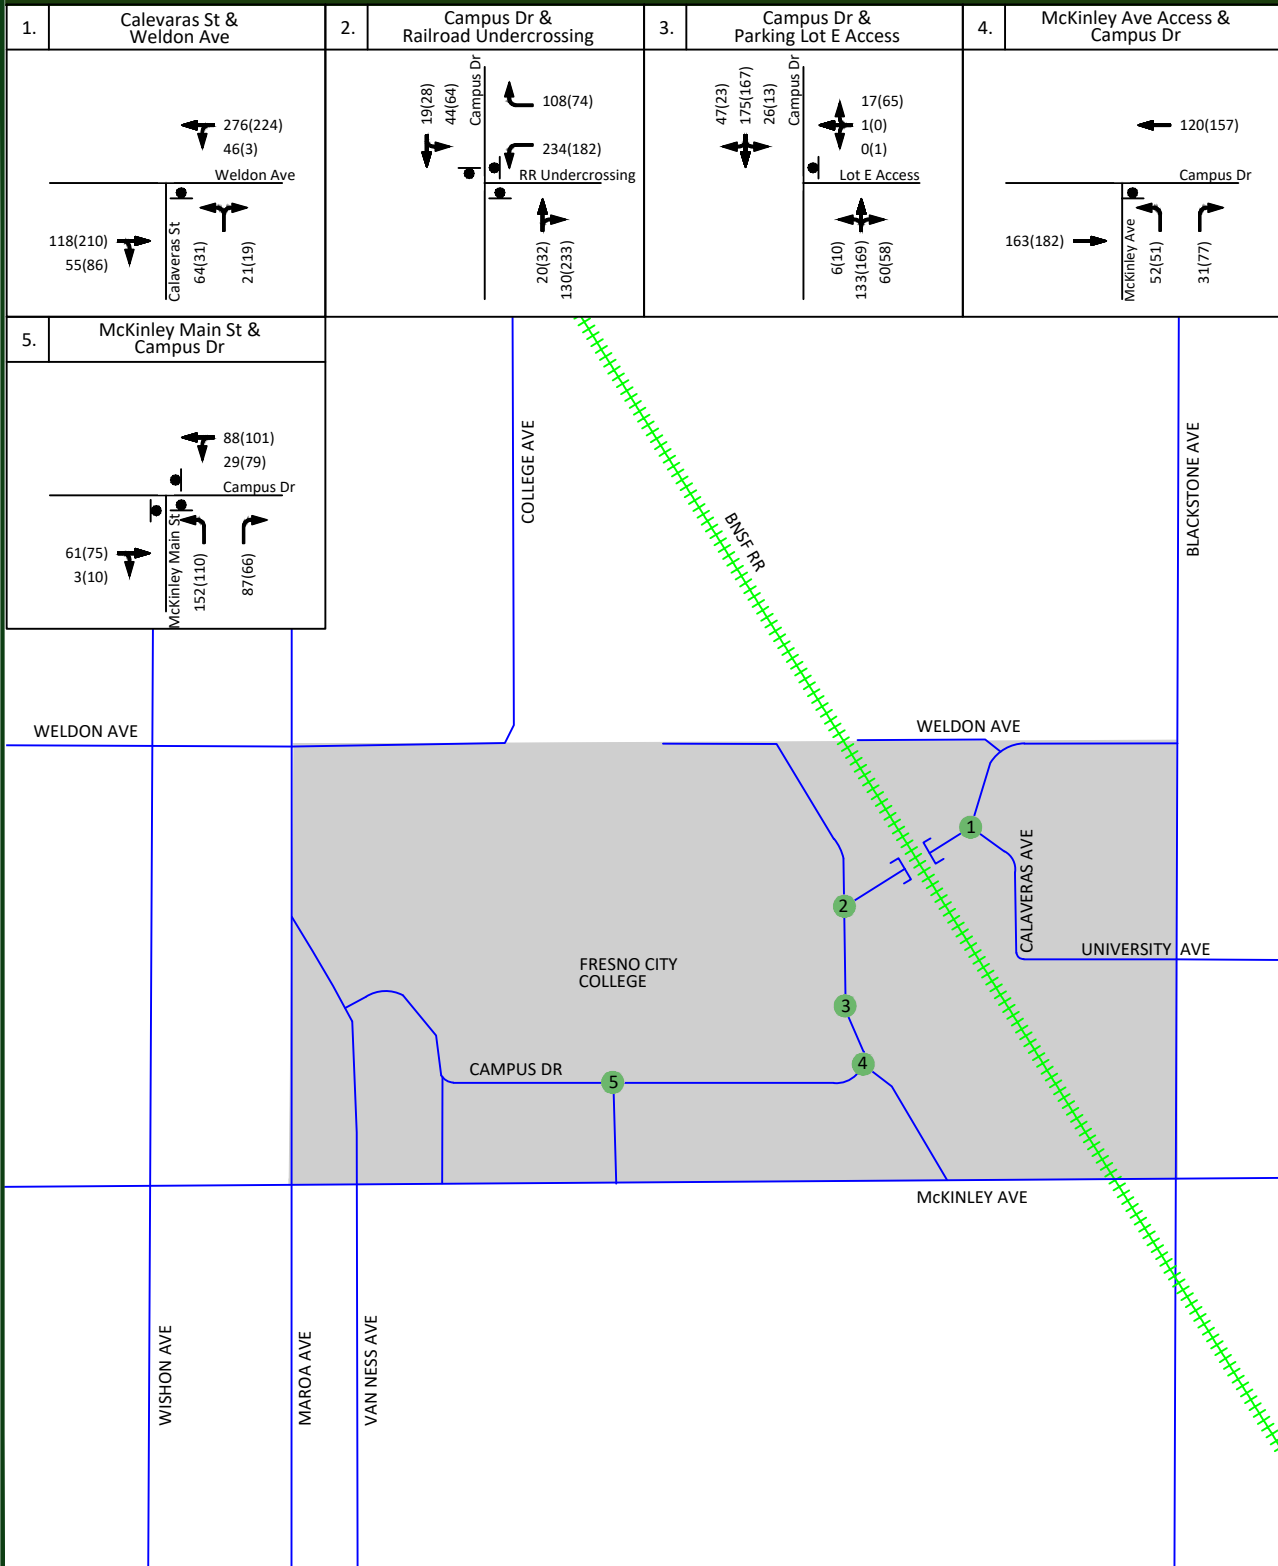 1.
Calevaras St &
Weldon Ave
276(224)
46(3)
Weldon Ave
118(210)
55(86)
Calaveras St
64(31)
21(19)
2.
Campus Dr &
Railroad Undercrossing
19(28)
44(64)
Campus Dr
108(74)
234(182)
RR Undercrossing
20(32)
130(233)
3.
Campus Dr &
Parking Lot E Access
47(23)
175(167)
26(13)
Campus Dr
17(65)
1(0)
0(1)
Lot E Access
6(10)
133(169)
60(58)
4.
McKinley Ave Access &
Campus Dr
120(157)
Campus Dr
163(182)
McKinley Ave
52(51)
31(77)
5.
McKinley Main St &
Campus Dr
88(101)
29(79)
Campus Dr
61(75)
3(10)
McKinley Main St
152(110)
87(66)
COLLEGE AVE
BNSF RR
BLACKSTONE AVE
WELDON AVE
WELDON AVE
1
CALAVERAS AVE
2
UNIVERSITY AVE
FRESNO CITY
COLLEGE
3
4
CAMPUS DR
5
McKINLEY AVE
WISHON AVE
MAROA AVE
VAN NESS AVE